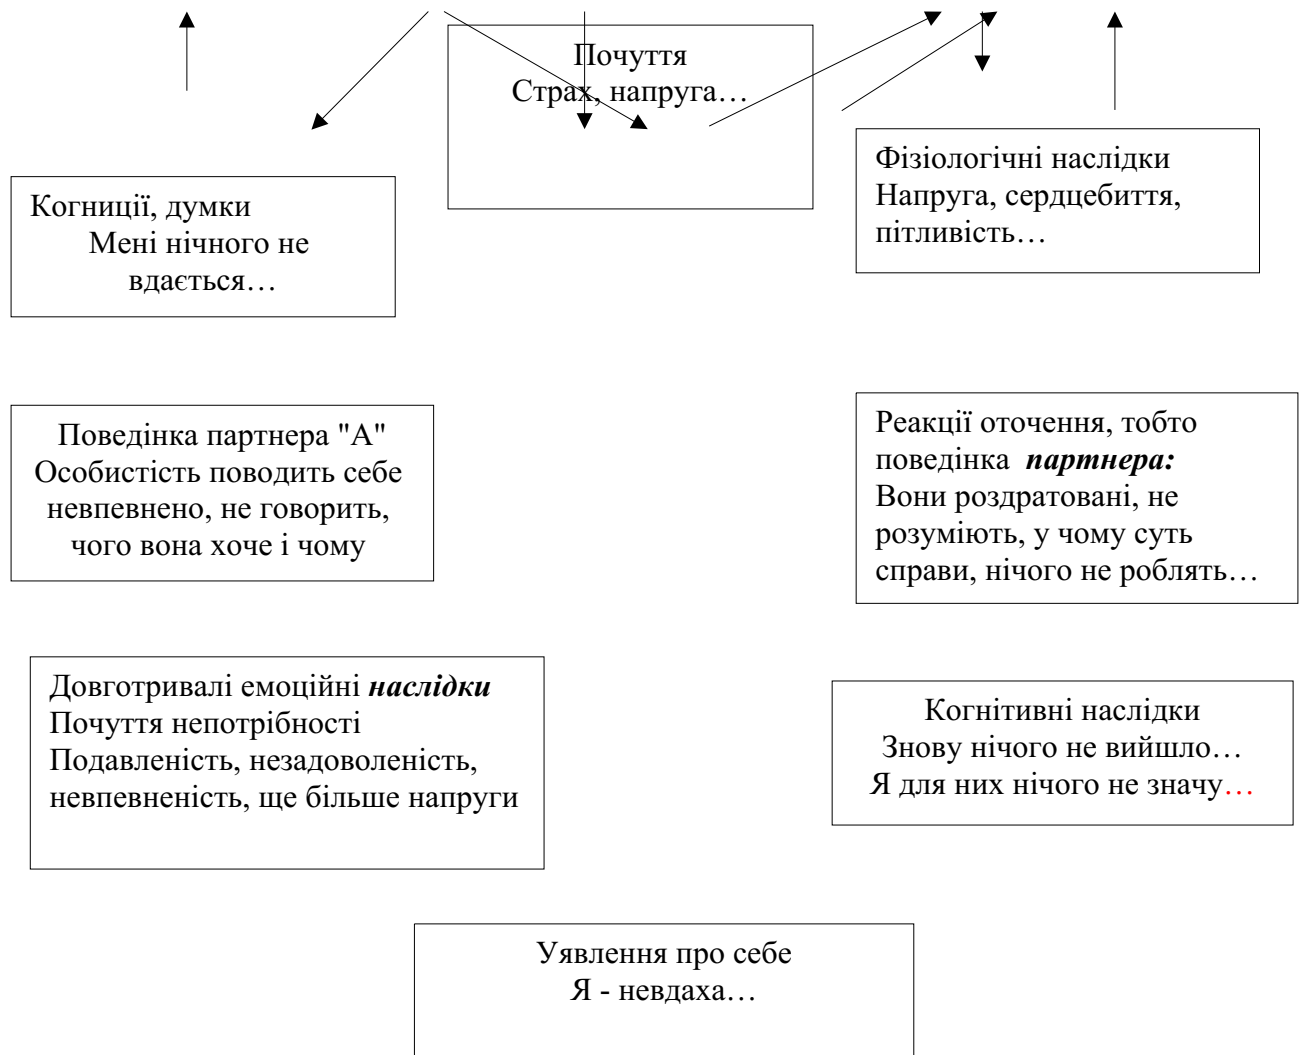 Почуття
Страх, напруга…
Фізіологічні наслідки
Напруга, сердцебиття,
пітливість…
Когниції, думки
Мені нічного не
вдається…
Поведінка партнера "А"
Особистість поводить себе
невпевнено, не говорить,
чого вона хоче і чому
Реакції оточення, тобто
поведінка партнера:
Вони роздратовані, не
розуміють, у чому суть
справи, нічого не роблять…
Довготривалі емоційні наслідки
Почуття непотрібності
Подавленість, незадоволеність,
невпевненість, ще більше напруги
Когнітивні наслідки
Знову нічого не вийшло…
Я для них нічого не значу…
Уявлення про себе
Я - невдаха…